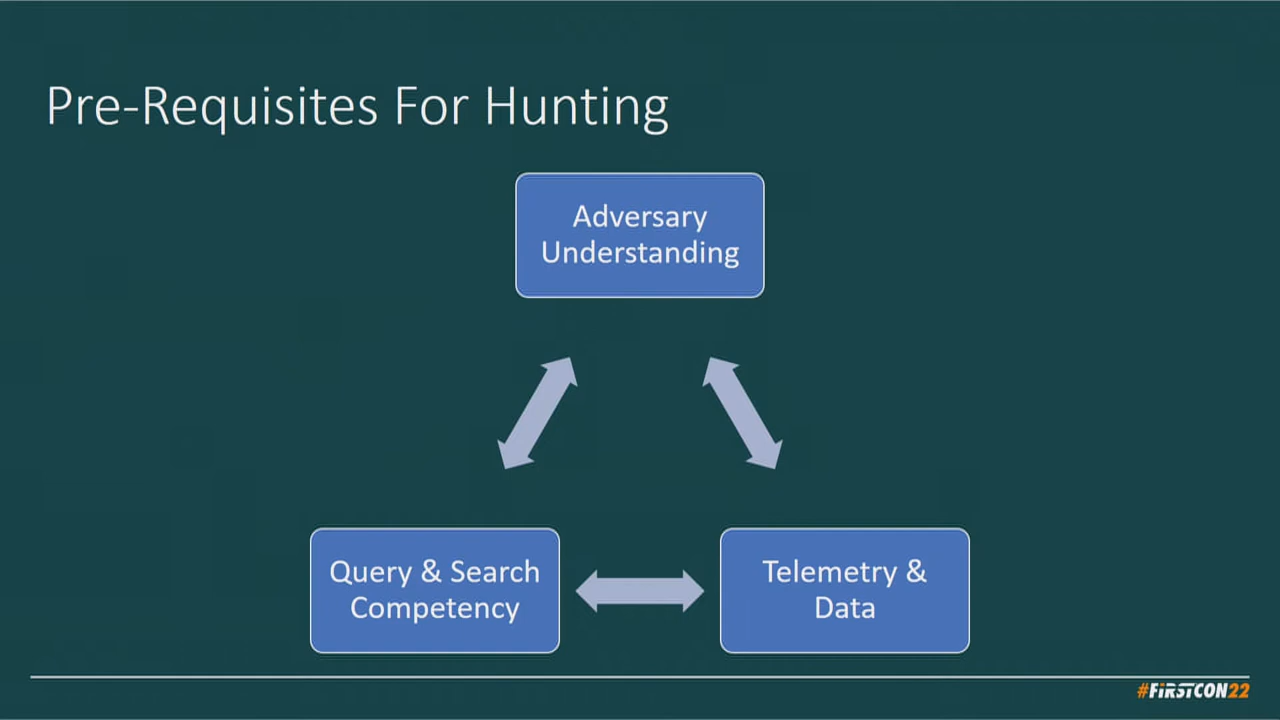 Pre-Requisites For Hunting
Adversary
Understanding
Query & Search
Competency
Telemetry &
Data
#FIRSTCON22